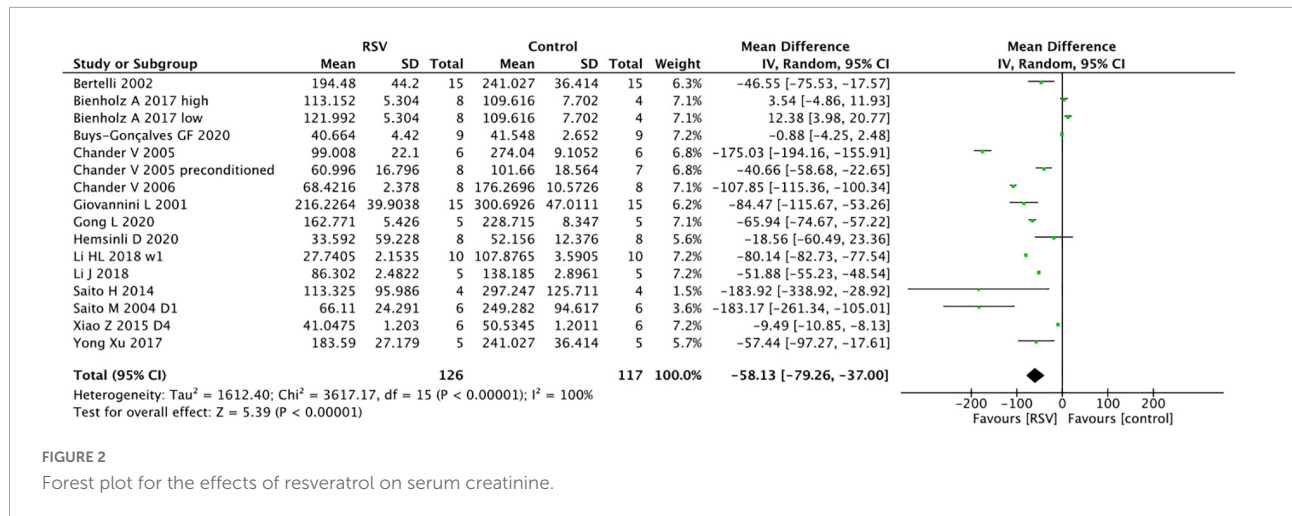 RSV Control Mean Difference Mean Difference
Study or Subgroup Mean SD Total Mean SD Total Weight IV, Random, 95% CI IV, Random, 95% CI
Bertelli 2002 194.48 44.2 15 241.027 36.414 15 6.3% −46.55 [−75.53, −17.57]
Bienholz A 2017 high 113.152 5.304 8 109.616 7.702 4 7.1% 3.54 [−4.86, 11.93]
Bienholz A 2017 low 121.992 5.304 8 109.616 7.702 4 7.1% 12.38 [3.98, 20.77]
Buys-Gonçalves GF 2020 40.664 4.42 9 41.548 2.652 9 7.2% −0.88 [−4.25, 2.48]
Chander V 2005 99.008 22.1 6 274.04 9.1052 6 6.8% −175.03 [−194.16, −155.91]
Chander V 2005 preconditioned 60.996 16.796 8 101.66 18.564 7 6.8% −40.66 [−58.68, −22.65]
Chander V 2006 68.4216 2.378 8 176.2696 10.5726 8 7.1% −107.85 [−115.36, −100.34]
Giovannini L 2001 216.2264 39.9038 15 300.6926 47.0111 15 6.2% −84.47 [−115.67, −53.26]
Gong L 2020 162.771 5.426 5 228.715 8.347 5 7.1% −65.94 [−74.67, −57.22]
Hemsinli D 2020 33.592 59.228 8 52.156 12.376 8 5.6% −18.56 [−60.49, 23.36]
Li HL 2018 w1 27.7405 2.1535 10 107.8765 3.5905 10 7.2% −80.14 [−82.73, −77.54]
Li J 2018 86.302 2.4822 5 138.185 2.8961 5 7.2% −51.88 [−55.23, −48.54]
Saito H 2014 113.325 95.986 4 297.247 125.711 4 1.5% −183.92 [−338.92, −28.92]
Saito M 2004 D1 66.11 24.291 6 249.282 94.617 6 3.6% −183.17 [−261.34, −105.01]
Xiao Z 2015 D4 41.0475 1.203 6 50.5345 1.2011 6 7.2% −9.49 [−10.85, −8.13]
Yong Xu 2017 183.59 27.179 5 241.027 36.414 5 5.7% −57.44 [−97.27, −17.61]
Total (95% CI) 126 117 100.0% −58.13 [−79.26, −37.00]
Heterogeneity: Tau² = 1612.40; Chi² = 3617.17, df = 15 (P < 0.00001); I² = 100%
Test for overall effect: Z = 5.39 (P < 0.00001)
−200 −100 0 100 200
Favours [RSV] Favours [control]
FIGURE 2
Forest plot for the effects of resveratrol on serum creatinine.